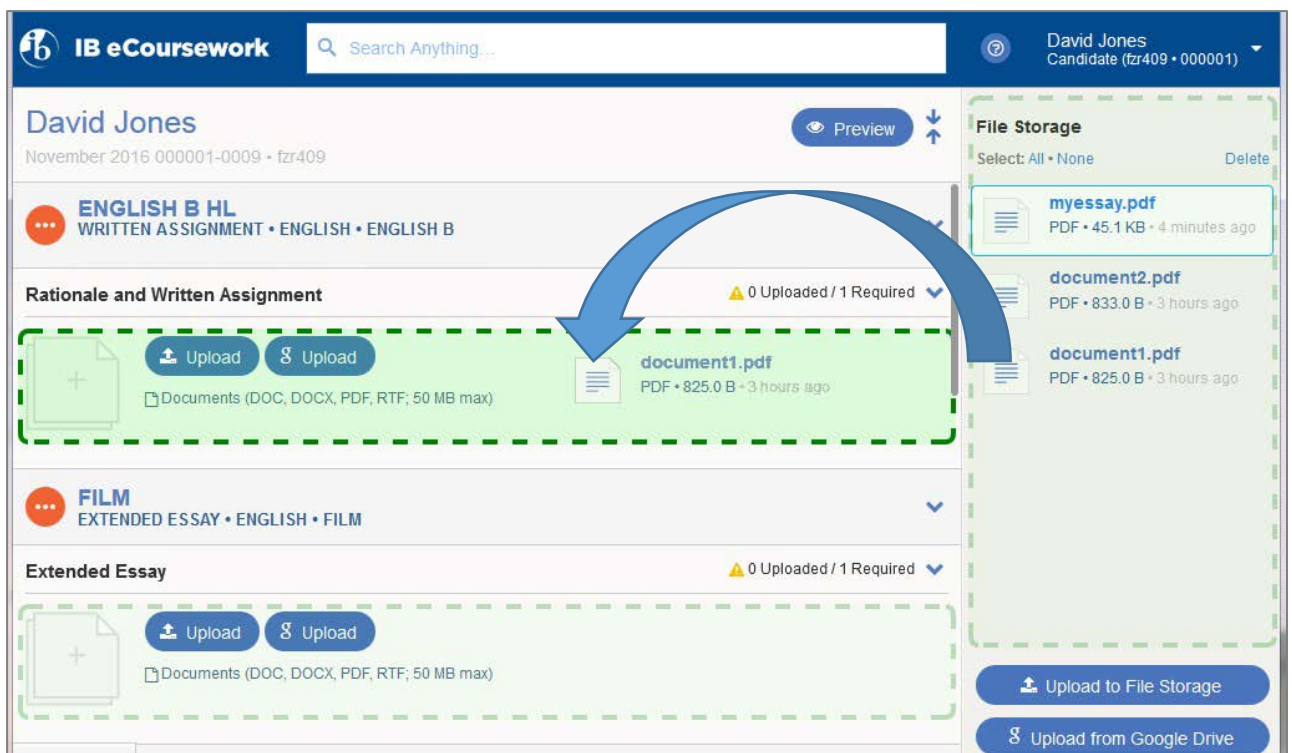 IB eCoursework
Search Anything...
David Jones
Candidate (fzr409 • 000001)
David Jones
November 2016 000001-0009 • fzr409
Preview
ENGLISH B HL
WRITTEN ASSIGNMENT • ENGLISH • ENGLISH B
Rationale and Written Assignment
0 Uploaded / 1 Required
Upload
8 Upload
Documents (DOC, DOCX, PDF, RTF; 50 MB max)
document1.pdf
PDF • 825.0 B • 3 hours ago
FILM
EXTENDED ESSAY • ENGLISH • FILM
Extended Essay
0 Uploaded / 1 Required
Upload
8 Upload
Documents (DOC, DOCX, PDF, RTF; 50 MB max)
File Storage
Select: All • None Delete
myessay.pdf
PDF • 45.1 KB • 4 minutes ago
document2.pdf
PDF • 833.0 B • 3 hours ago
document1.pdf
PDF • 825.0 B • 3 hours ago
Upload to File Storage
8 Upload from Google Drive